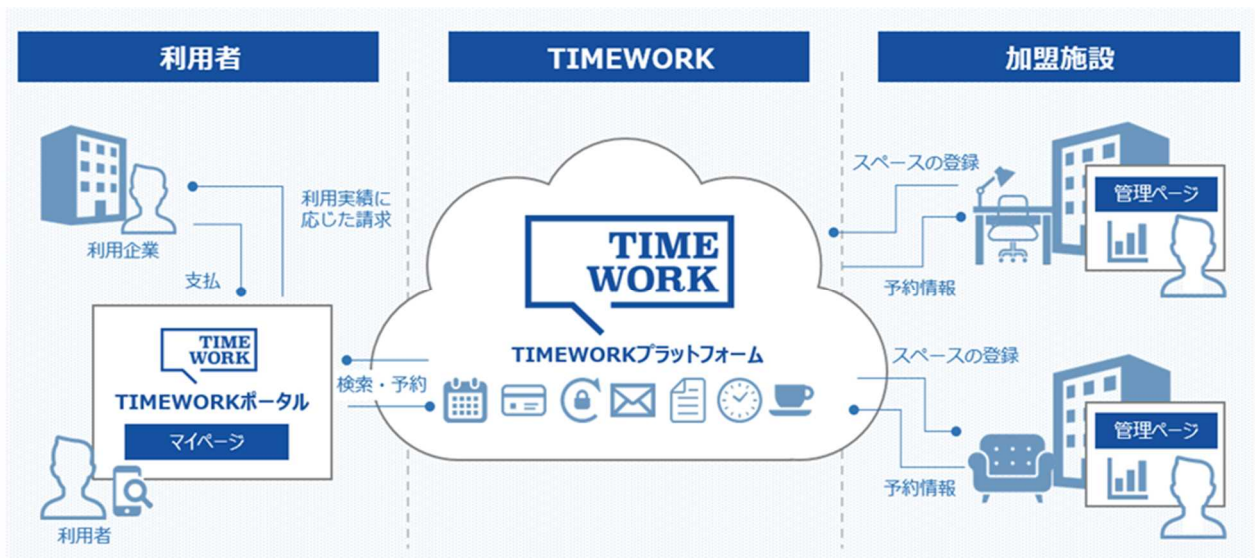 利用者
TIMEWORK
加盟施設
利用企業
利用実績に
応じた請求
支払
TIME
WORK
TIMEWORKポータル
マイページ
利用者
検索・予約
TIME
WORK
TIMEWORKプラットフォーム
スペースの登録
管理ページ
予約情報
スペースの登録
管理ページ
予約情報